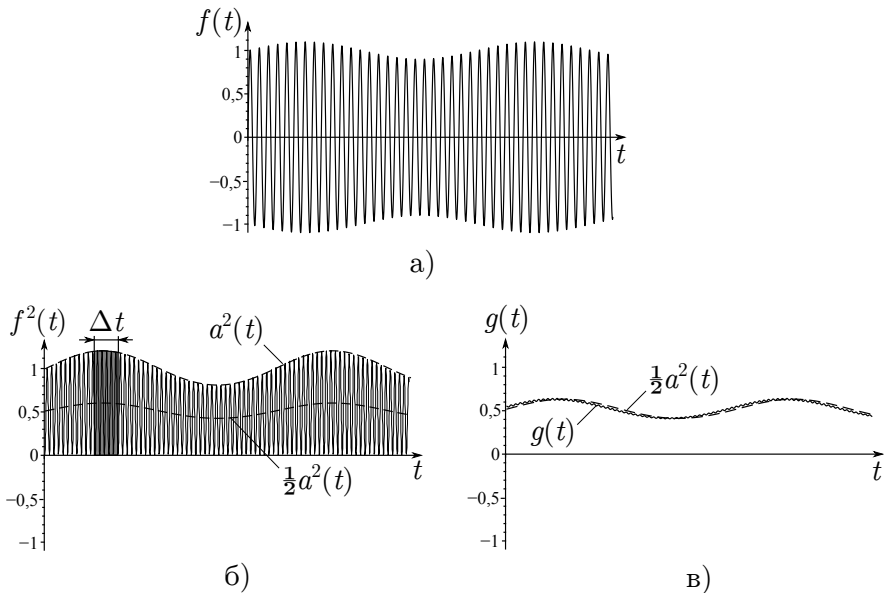 f(t)
1
0,5
0
−0,5
−1
t
а)
f²(t)
Δt
a²(t)
1
0,5
0
−0,5
−1
½a²(t)
t
б)
g(t)
½a²(t)
1
0,5
0
−0,5
−1
g(t)
t
в)